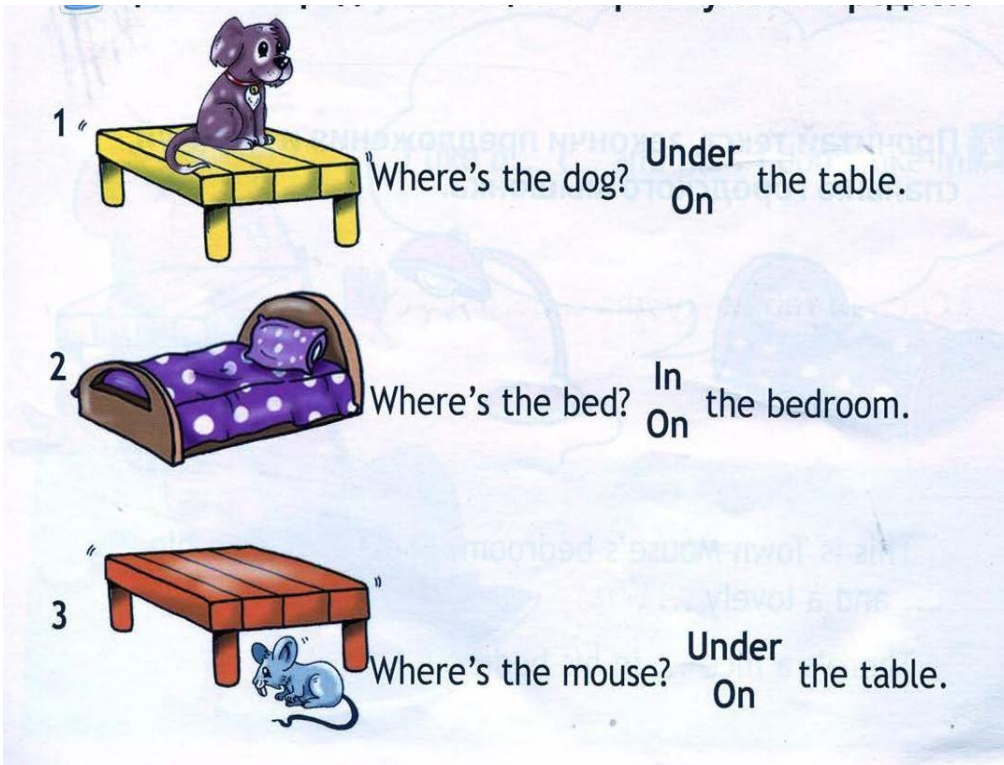 1
Where's the dog? Under the table.
On
2
Where's the bed? In the bedroom.
On
3
Where's the mouse? Under the table.
On